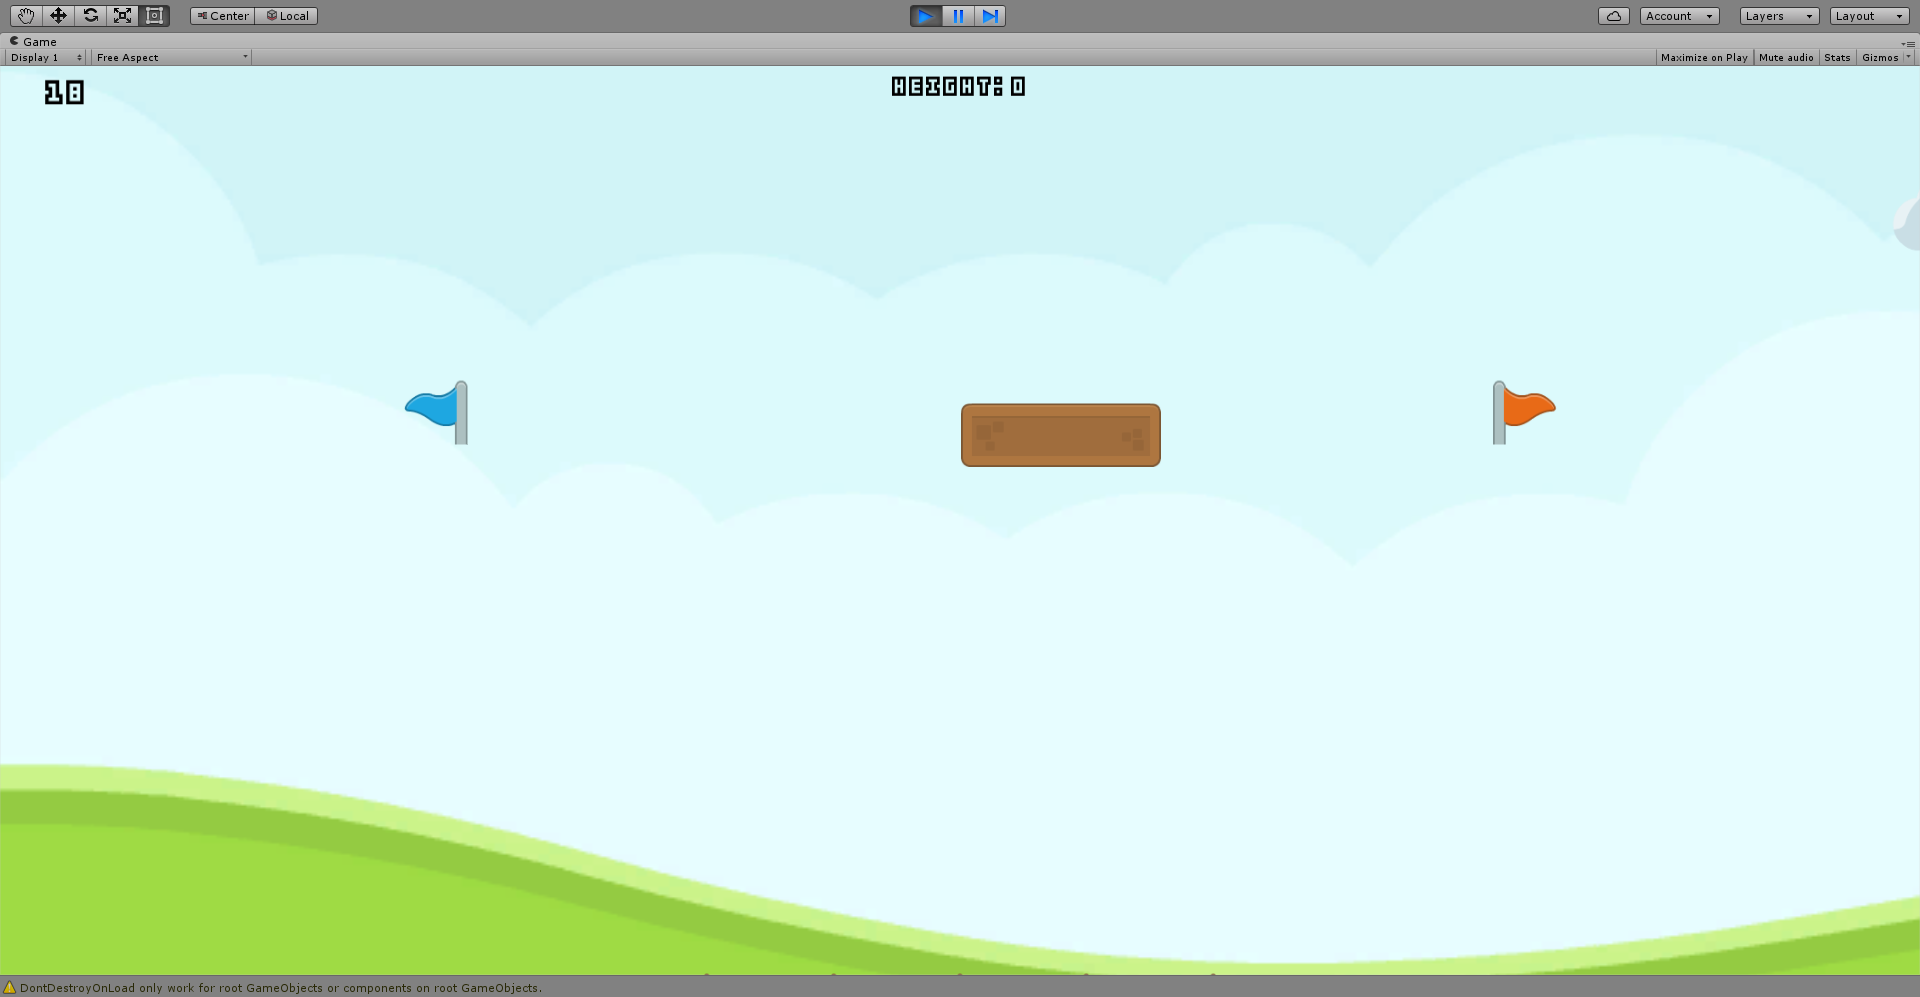 Center Local Account Layers Layout
Game
Display 1 Free Aspect Maximize on Play Mute audio Stats Gizmos
10 HEIGHT: 0
DontDestroyOnLoad only work for root GameObjects or components on root GameObjects.